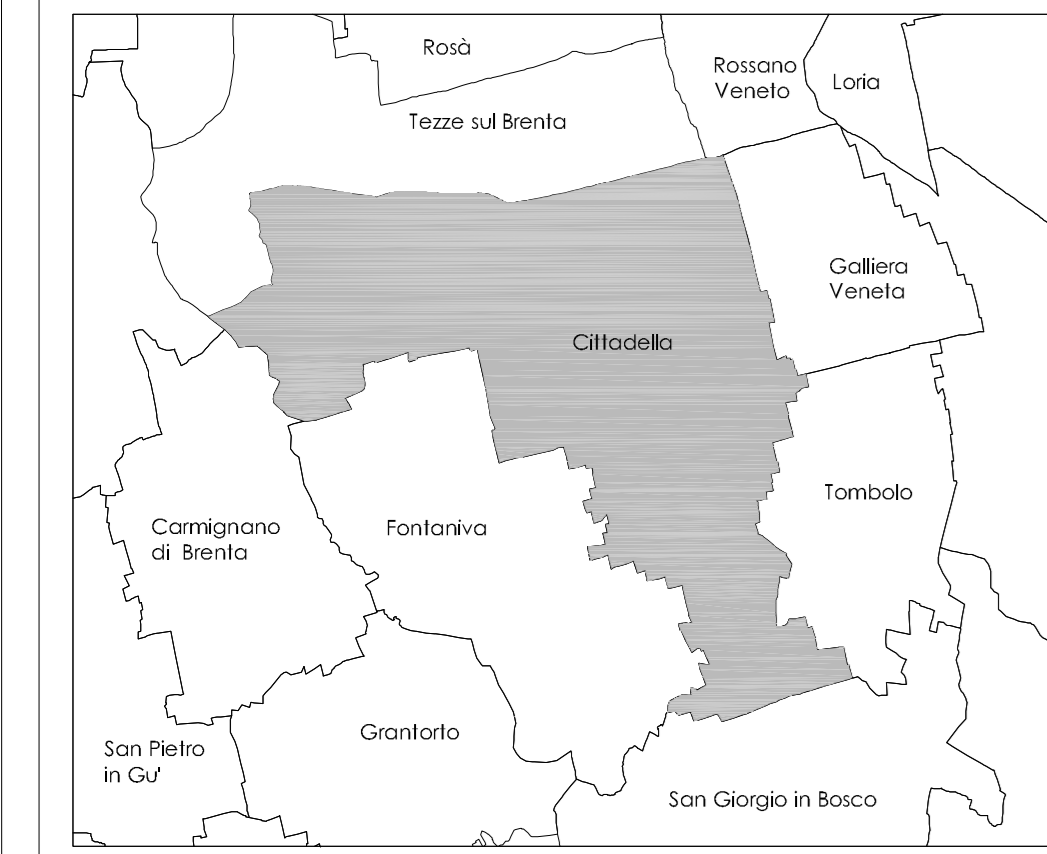 Rosà
Rossano
Veneto
Loria
Tezze sul Brenta
Galliera
Veneta
Cittadella
Tombolo
Carmignano
di Brenta
Fontaniva
Grantorto
San Pietro
in Gu'
San Giorgio in Bosco